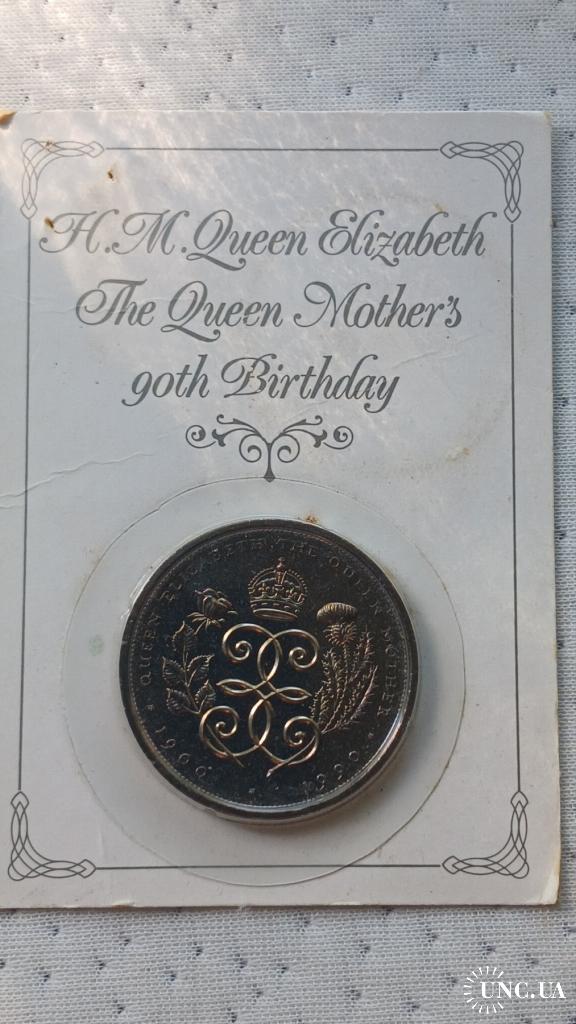 H.M. Queen Elizabeth
The Queen Mother's
90th Birthday
QUEEN ELIZABETH THE QUEEN MOTHER
1900 1990
UNC.UA